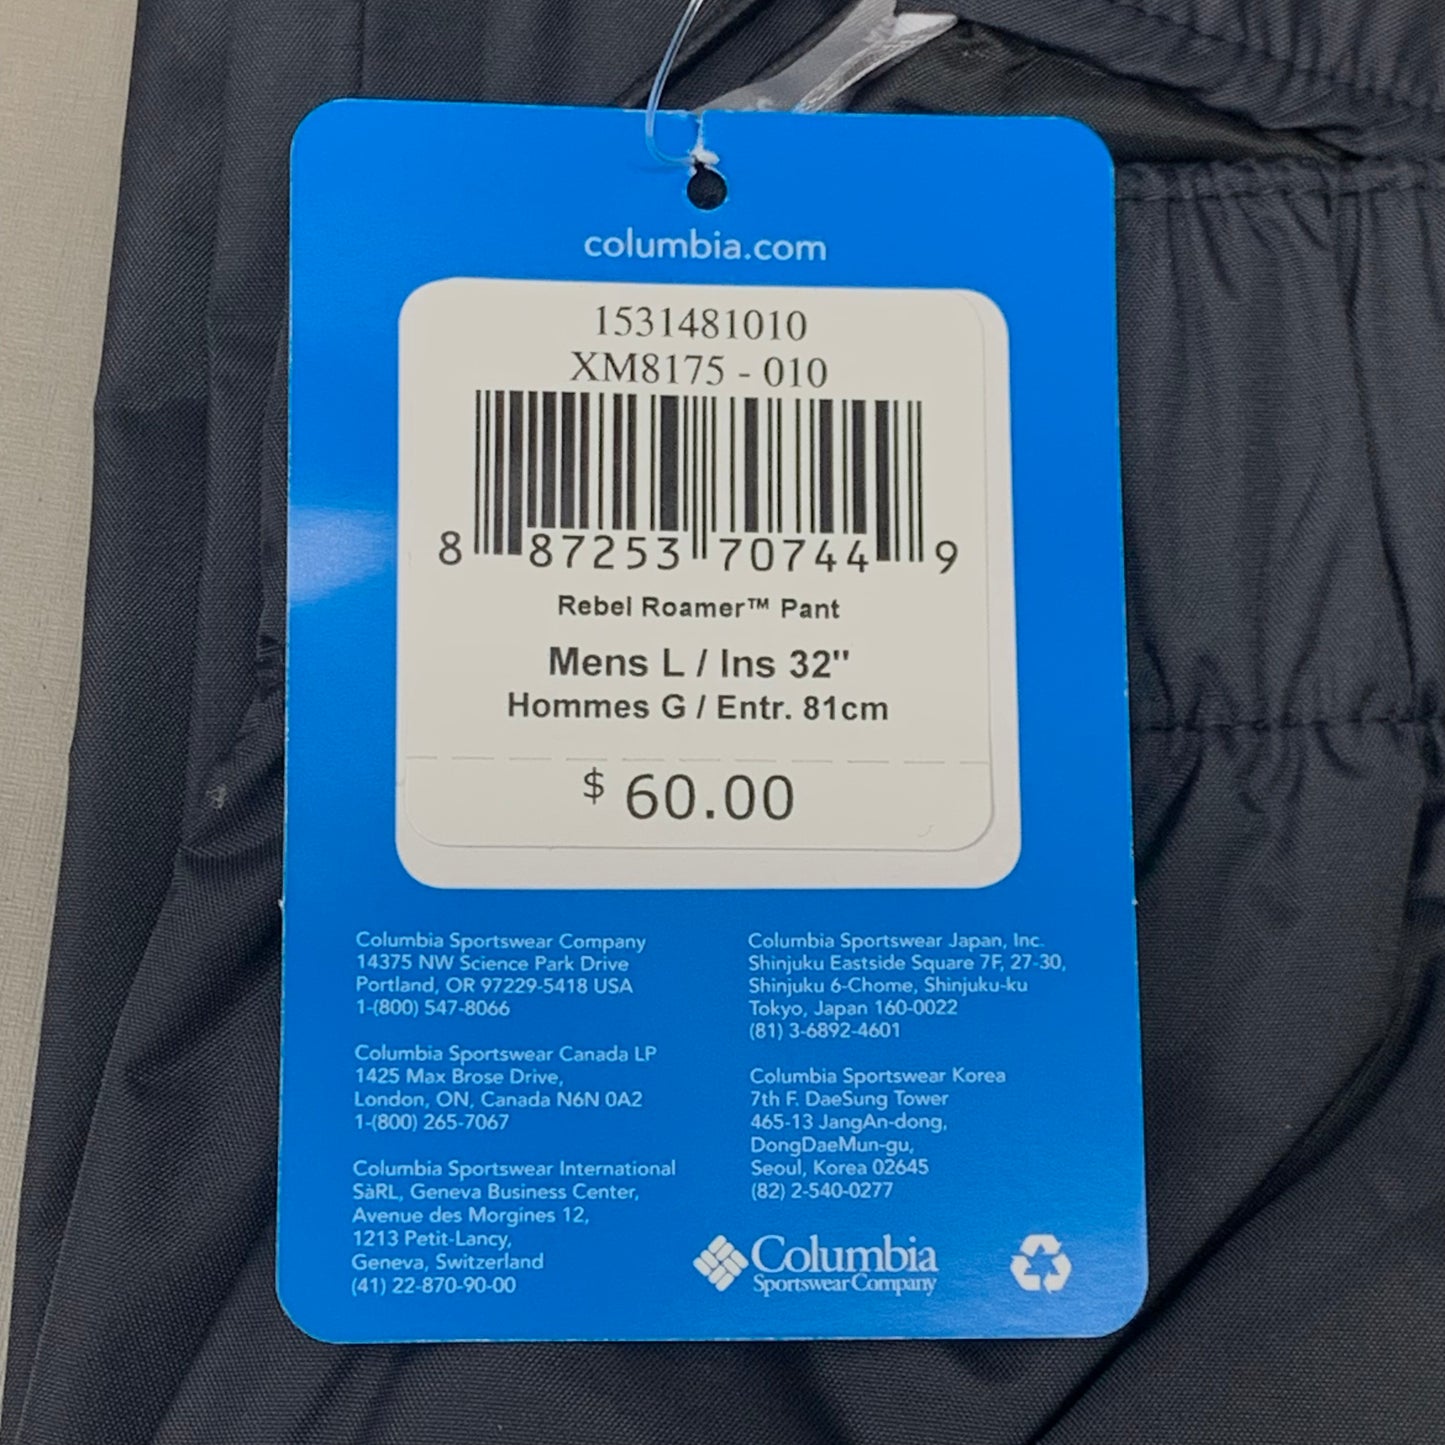 columbia.com
1531481010
XM8175 - 010
8 87253 70744 9
Rebel Roamer™ Pant
Mens L / Ins 32"
Hommes G / Entr. 81cm
$ 60.00
Columbia Sportswear Company
14375 NW Science Park Drive
Portland, OR 97229-5418 USA
1-(800) 547-8066
Columbia Sportswear Canada LP
1425 Max Brose Drive,
London, ON, Canada N6N 0A2
1-(800) 265-7067
Columbia Sportswear International
SàRL, Geneva Business Center,
Avenue des Morgines 12,
1213 Petit-Lancy,
Geneva, Switzerland
(41) 22-870-90-00
Columbia Sportswear Japan, Inc.
Shinjuku Eastside Square 7F, 27-30,
Shinjuku 6-Chome, Shinjuku-ku
Tokyo, Japan 160-0022
(81) 3-6892-4601
Columbia Sportswear Korea
7th F. DaeSung Tower
465-13 JangAn-dong,
DongDaeMun-gu,
Seoul, Korea 02645
(82) 2-540-0277
Columbia
Sportswear Company